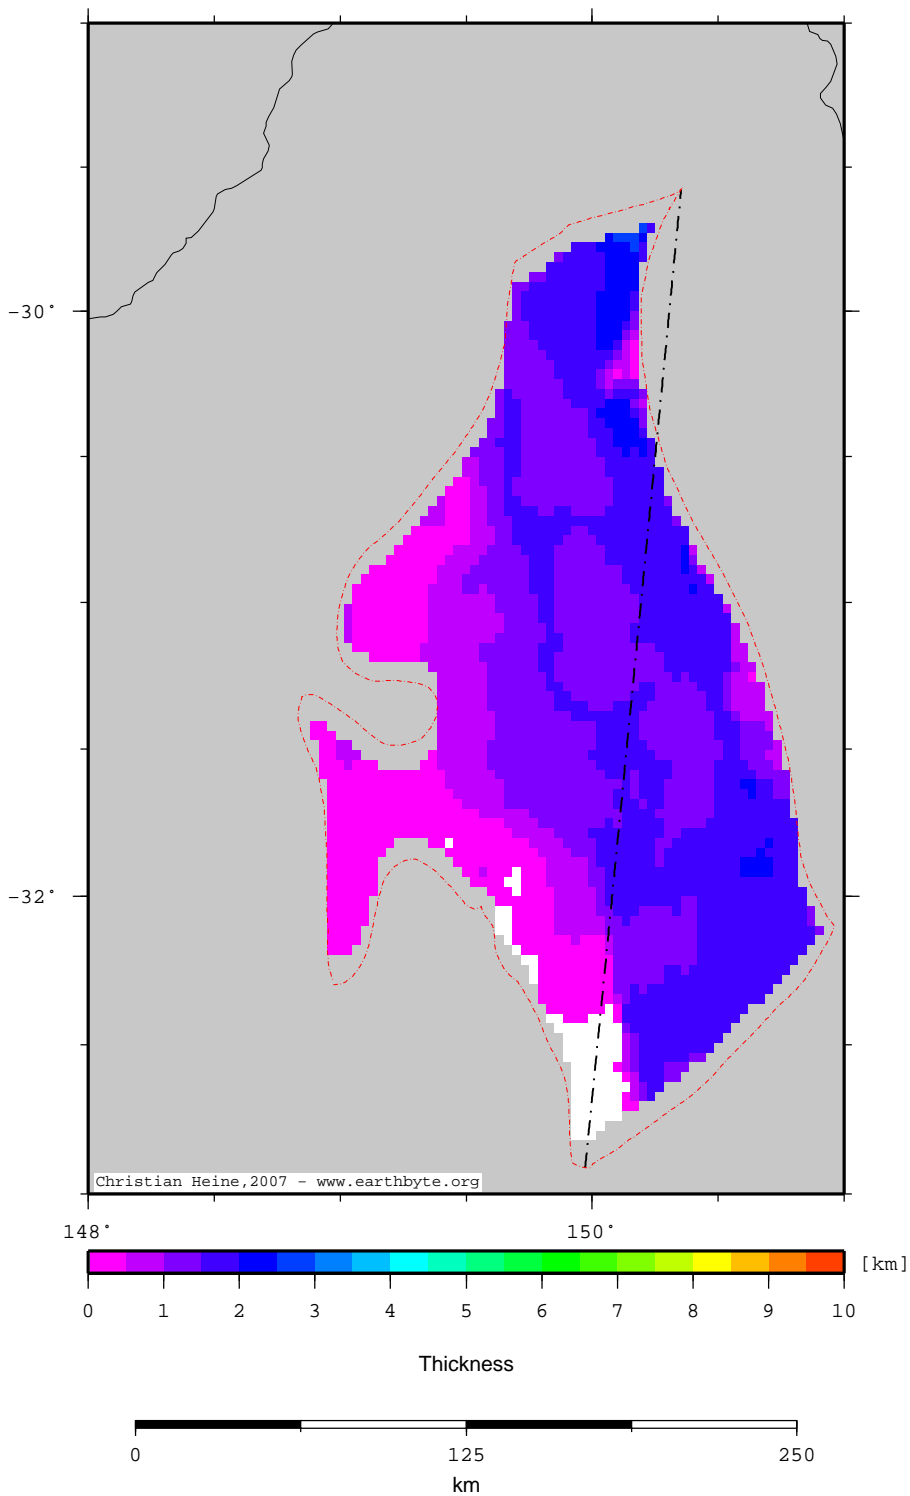 -30°
-32°
Christian Heine,2007 - www.earthbyte.org
148° 150°
[km]
0 1 2 3 4 5 6 7 8 9 10
Thickness
0 125 250
km